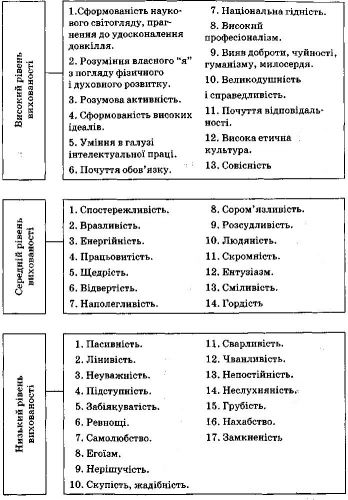 Високий рівень
вихованості
1.Сформованість науко-
вого світогляду, праг-
нення до удосконалення
довкілля.
2. Розуміння власного “я”
з погляду фізичного
і духовного розвитку.
3. Розумова активність.
4. Сформованість високих
ідеалів.
5. Уміння в галузі
інтелектуальної праці.
6. Почуття обов’язку.
7. Національна гідність.
8. Високий
професіоналізм.
9. Вияв доброти, чуйності,
гуманізму, милосердя.
10. Великодушність
і справедливість.
11. Почуття відповідаль-
ності.
12. Висока етична
культура.
13. Совісність
Середній рівень
вихованості
1. Спостережливість.
2. Вразливість.
3. Енергійність.
4. Працьовитість.
5. Щедрість.
6. Відвертість.
7. Наполегливість.
8. Сором’язливість.
9. Розсудливість.
10. Людяність.
11. Скромність.
12. Ентузіазм.
13. Сміливість.
14. Гордість
Низький рівень
вихованості
1. Пасивність.
2. Лінивість.
3. Неуважність.
4. Підступність.
5. Забіякуватість.
6. Ревнощі.
7. Самолюбство.
8. Егоїзм.
9. Нерішучість.
10. Скупість, жадібність.
11. Сварливість.
12. Чванливість.
13. Непостійність.
14. Неслухняність.
15. Грубість.
16. Нахабство.
17. Замкненість